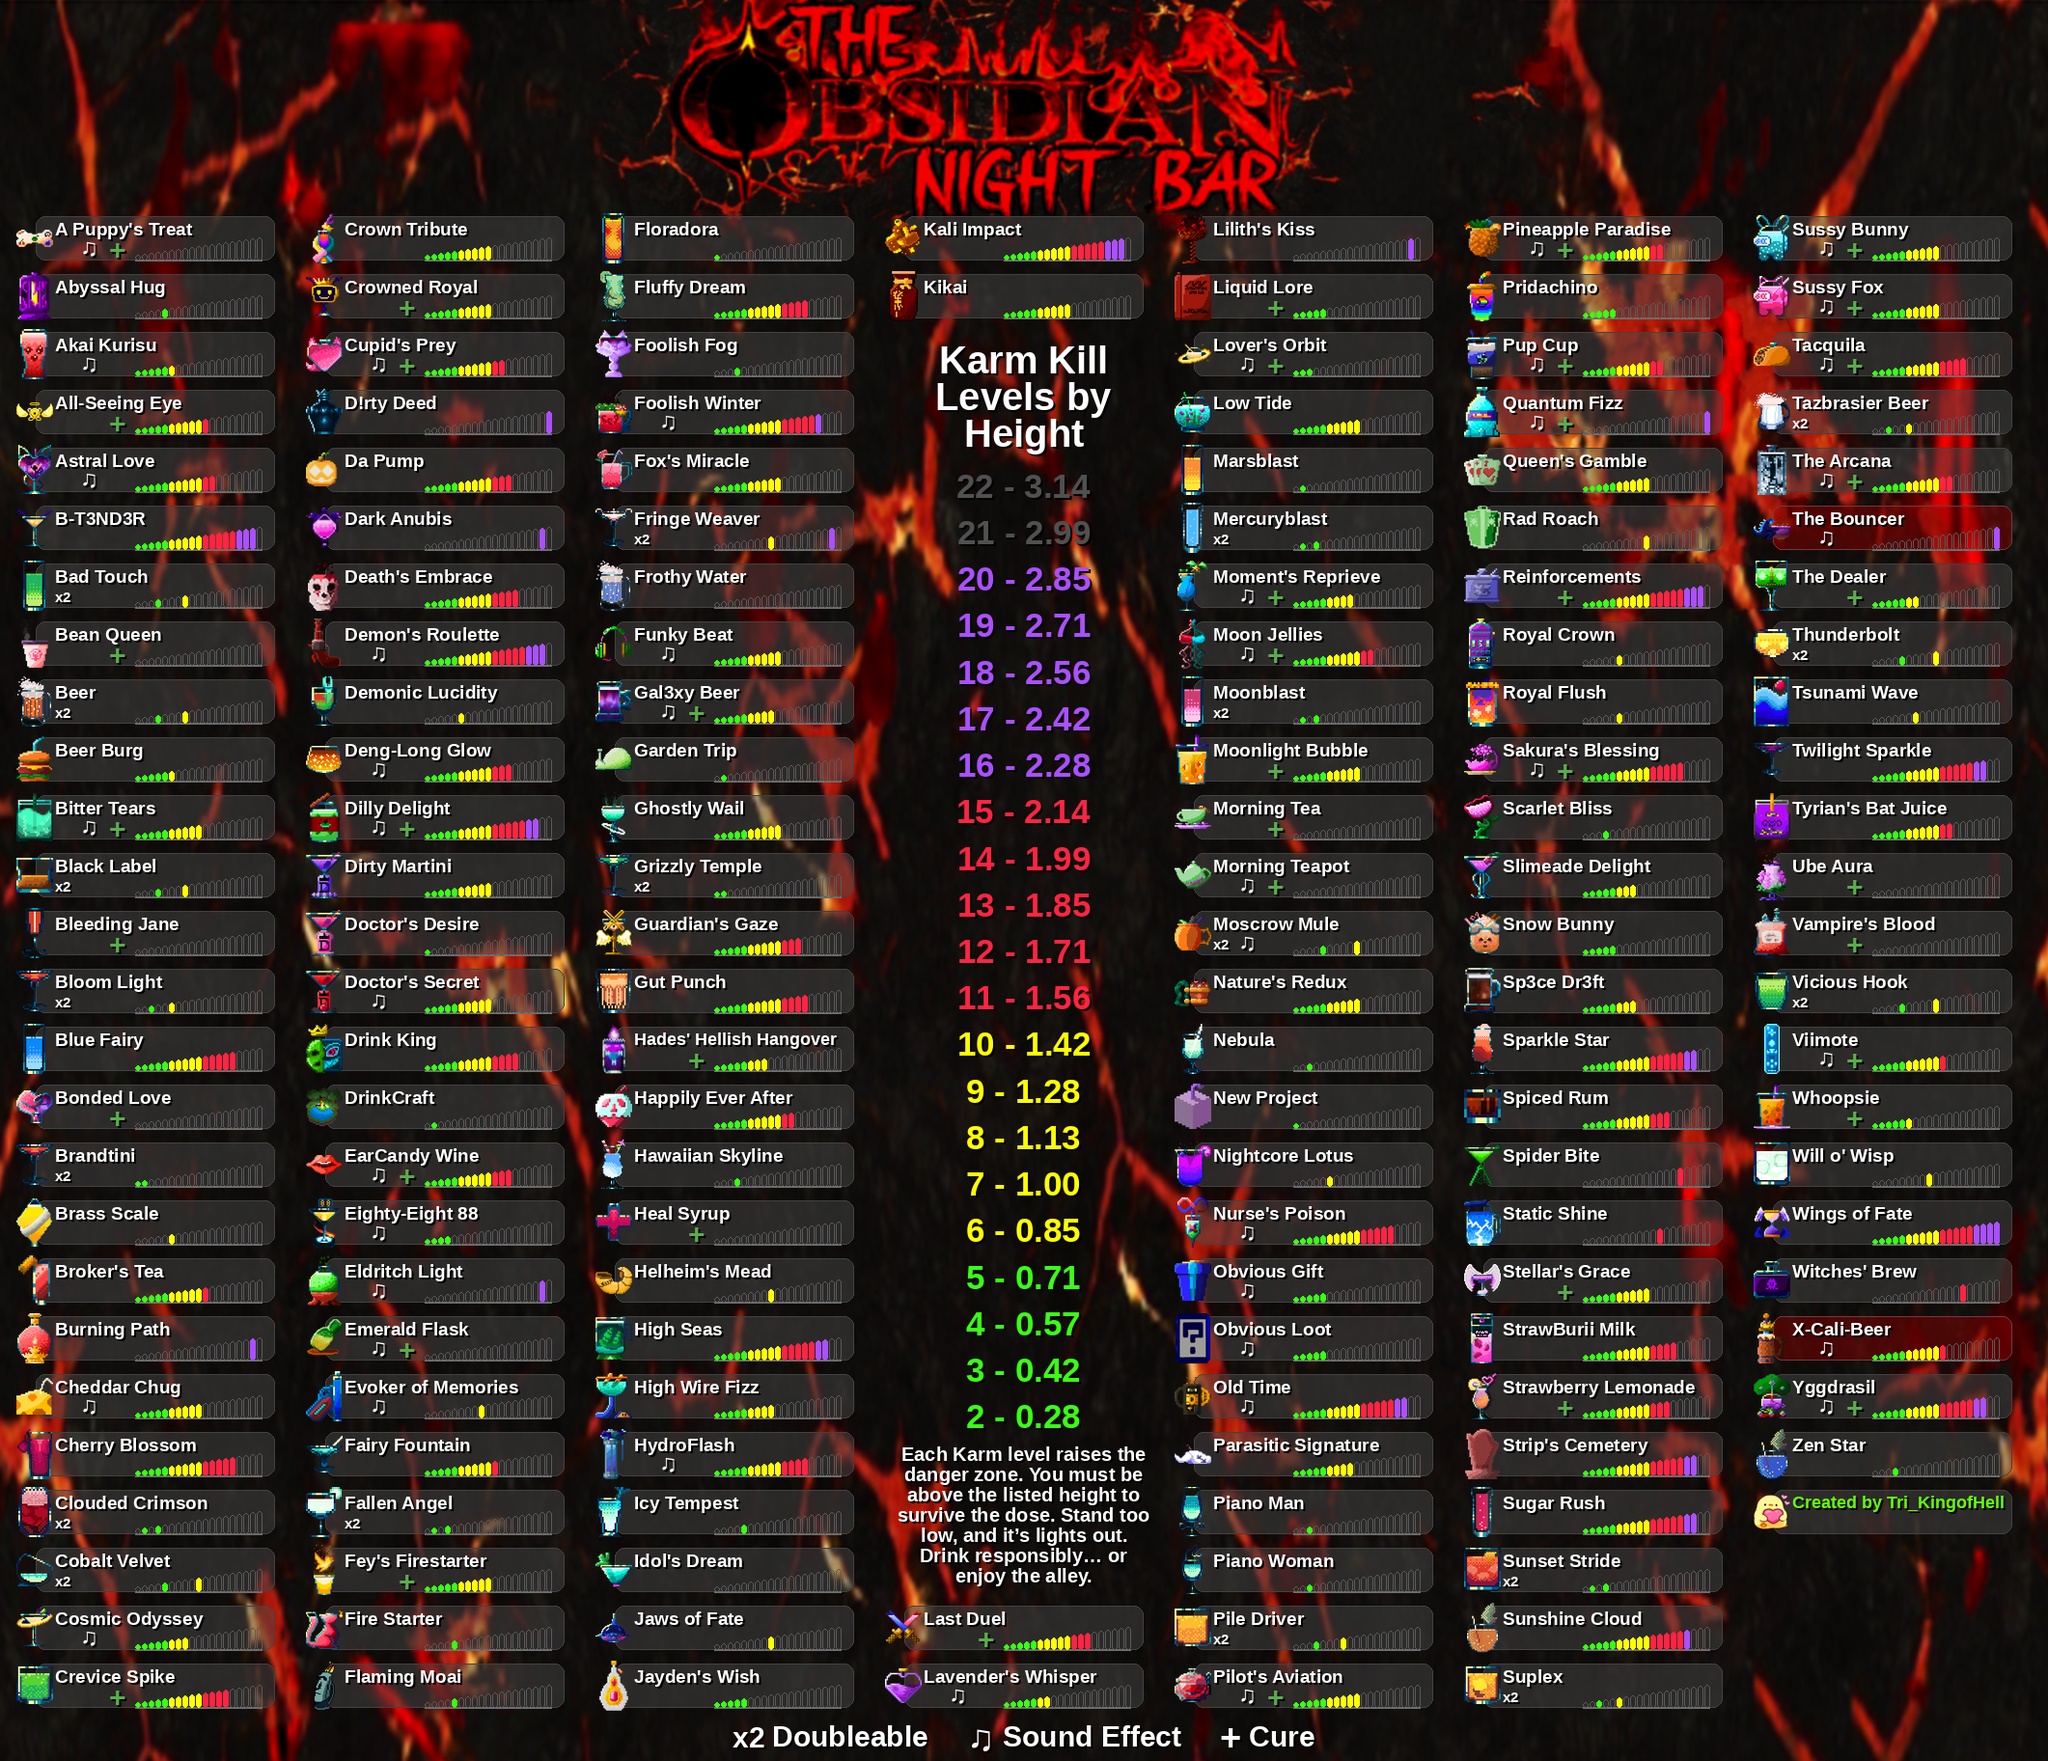 THE
OBSIDIAN
NIGHT BAR
A Puppy's Treat
♫ +
Abyssal Hug
Akai Kurisu
♫
All-Seeing Eye
+
Astral Love
♫
B-T3ND3R
Bad Touch
x2
Bean Queen
+
Beer
x2
Beer Burg
Bitter Tears
♫ +
Black Label
x2
Bleeding Jane
+
Bloom Light
x2
Blue Fairy
Bonded Love
+
Brandtini
x2
Brass Scale
Broker's Tea
Burning Path
Cheddar Chug
♫
Cherry Blossom
Clouded Crimson
x2
Cobalt Velvet
x2
Cosmic Odyssey
♫
Crevice Spike
+
Crown Tribute
Crowned Royal
+
Cupid's Prey
♫ +
D!rty Deed
Da Pump
Dark Anubis
Death's Embrace
Demon's Roulette
♫
Demonic Lucidity
Deng-Long Glow
♫
Dilly Delight
♫ +
Dirty Martini
Doctor's Desire
Doctor's Secret
♫
Drink King
DrinkCraft
EarCandy Wine
♫ +
Eighty-Eight 88
♫
Eldritch Light
♫
Emerald Flask
♫ +
Evoker of Memories
♫
Fairy Fountain
Fallen Angel
x2
Fey's Firestarter
+
Fire Starter
Flaming Moai
Floradora
Fluffy Dream
Foolish Fog
Foolish Winter
♫
Fox's Miracle
Fringe Weaver
x2
Frothy Water
Funky Beat
♫
Gal3xy Beer
♫ +
Garden Trip
Ghostly Wail
Grizzly Temple
x2
Guardian's Gaze
Gut Punch
Hades' Hellish Hangover
+
Happily Ever After
Hawaiian Skyline
Heal Syrup
+
Helheim's Mead
High Seas
High Wire Fizz
HydroFlash
♫
Icy Tempest
Idol's Dream
Jaws of Fate
Jayden's Wish
Kali Impact
Kikai
Karm Kill
Levels by
Height
22 - 3.14
21 - 2.99
20 - 2.85
19 - 2.71
18 - 2.56
17 - 2.42
16 - 2.28
15 - 2.14
14 - 1.99
13 - 1.85
12 - 1.71
11 - 1.56
10 - 1.42
9 - 1.28
8 - 1.13
7 - 1.00
6 - 0.85
5 - 0.71
4 - 0.57
3 - 0.42
2 - 0.28
Each Karm level raises the
danger zone. You must be
above the listed height to
survive the dose. Stand too
low, and it's lights out.
Drink responsibly... or
enjoy the alley.
Last Duel
+
Lavender's Whisper
♫
Lilith's Kiss
Liquid Lore
+
Lover's Orbit
♫ +
Low Tide
Marsblast
Mercuryblast
x2
Moment's Reprieve
♫ +
Moon Jellies
♫ +
Moonblast
x2
Moonlight Bubble
+
Morning Tea
+
Morning Teapot
♫ +
Moscrow Mule
x2 ♫
Nature's Redux
Nebula
New Project
Nightcore Lotus
Nurse's Poison
♫
Obvious Gift
♫
Obvious Loot
♫
Old Time
♫
Parasitic Signature
Piano Man
Piano Woman
Pile Driver
x2
Pilot's Aviation
♫ +
Pineapple Paradise
♫ +
Pridachino
Pup Cup
♫ +
Quantum Fizz
♫ +
Queen's Gamble
Rad Roach
Reinforcements
+
Royal Crown
Royal Flush
Sakura's Blessing
♫ +
Scarlet Bliss
Slimeade Delight
Snow Bunny
Sp3ce Dr3ft
Sparkle Star
Spiced Rum
Spider Bite
Static Shine
Stellar's Grace
+
StrawBurii Milk
Strawberry Lemonade
+
Strip's Cemetery
Sugar Rush
Sunset Stride
x2
Sunshine Cloud
Suplex
x2
Sussy Bunny
♫ +
Sussy Fox
♫ +
Tacquila
♫ +
Tazbrasier Beer
x2
The Arcana
♫ +
The Bouncer
♫
The Dealer
+
Thunderbolt
x2
Tsunami Wave
Twilight Sparkle
Tyrian's Bat Juice
Ube Aura
+
Vampire's Blood
+
Vicious Hook
x2
Viimote
♫ +
Whoopsie
+
Will o' Wisp
Wings of Fate
Witches' Brew
X-Cali-Beer
♫
Yggdrasil
♫ +
Zen Star
Created by Tri_KingofHell
x2 Doubleable ♫ Sound Effect + Cure